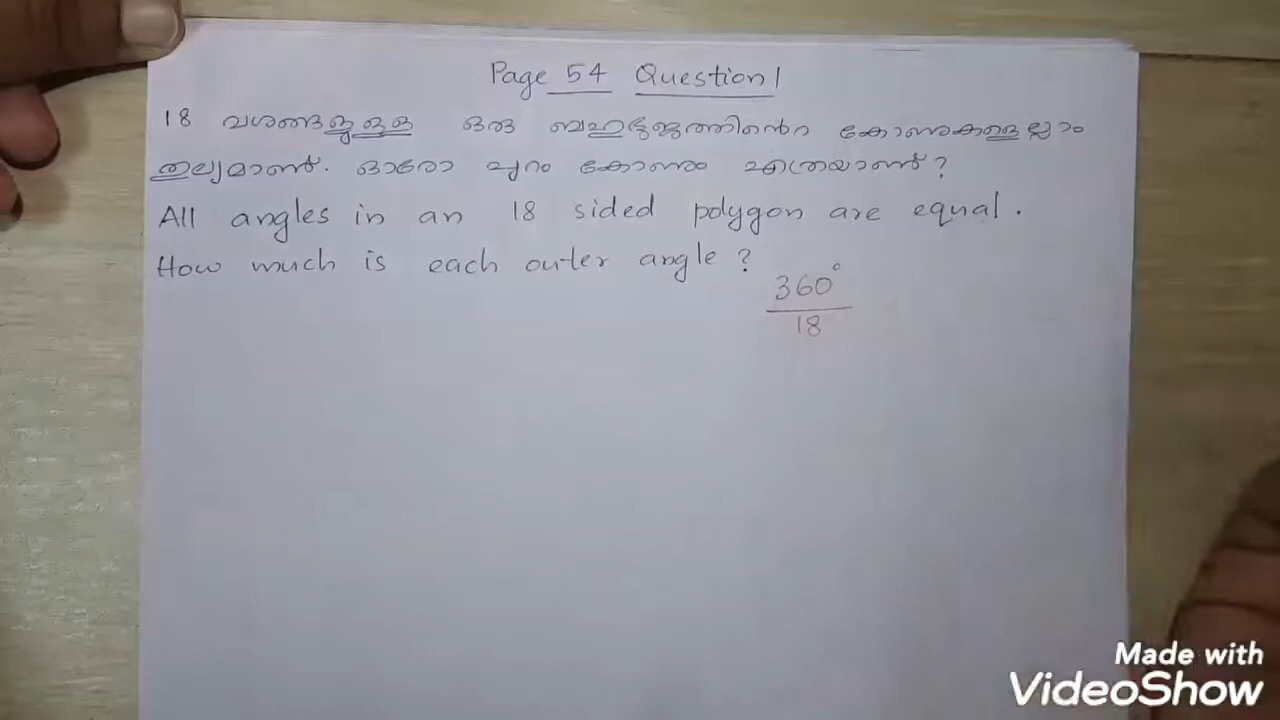 Page 54 Question 1
18 വശങ്ങളുള്ള ഒരു ബഹുഭുജത്തിൻെറ കോണുകളെല്ലാം
തുല്യമാണ്. ഓരോ പുറം കോണും എത്രയാണ്?
All angles in an 18 sided polygon are equal.
How much is each outer angle?
360°
18
Made with
VideoShow